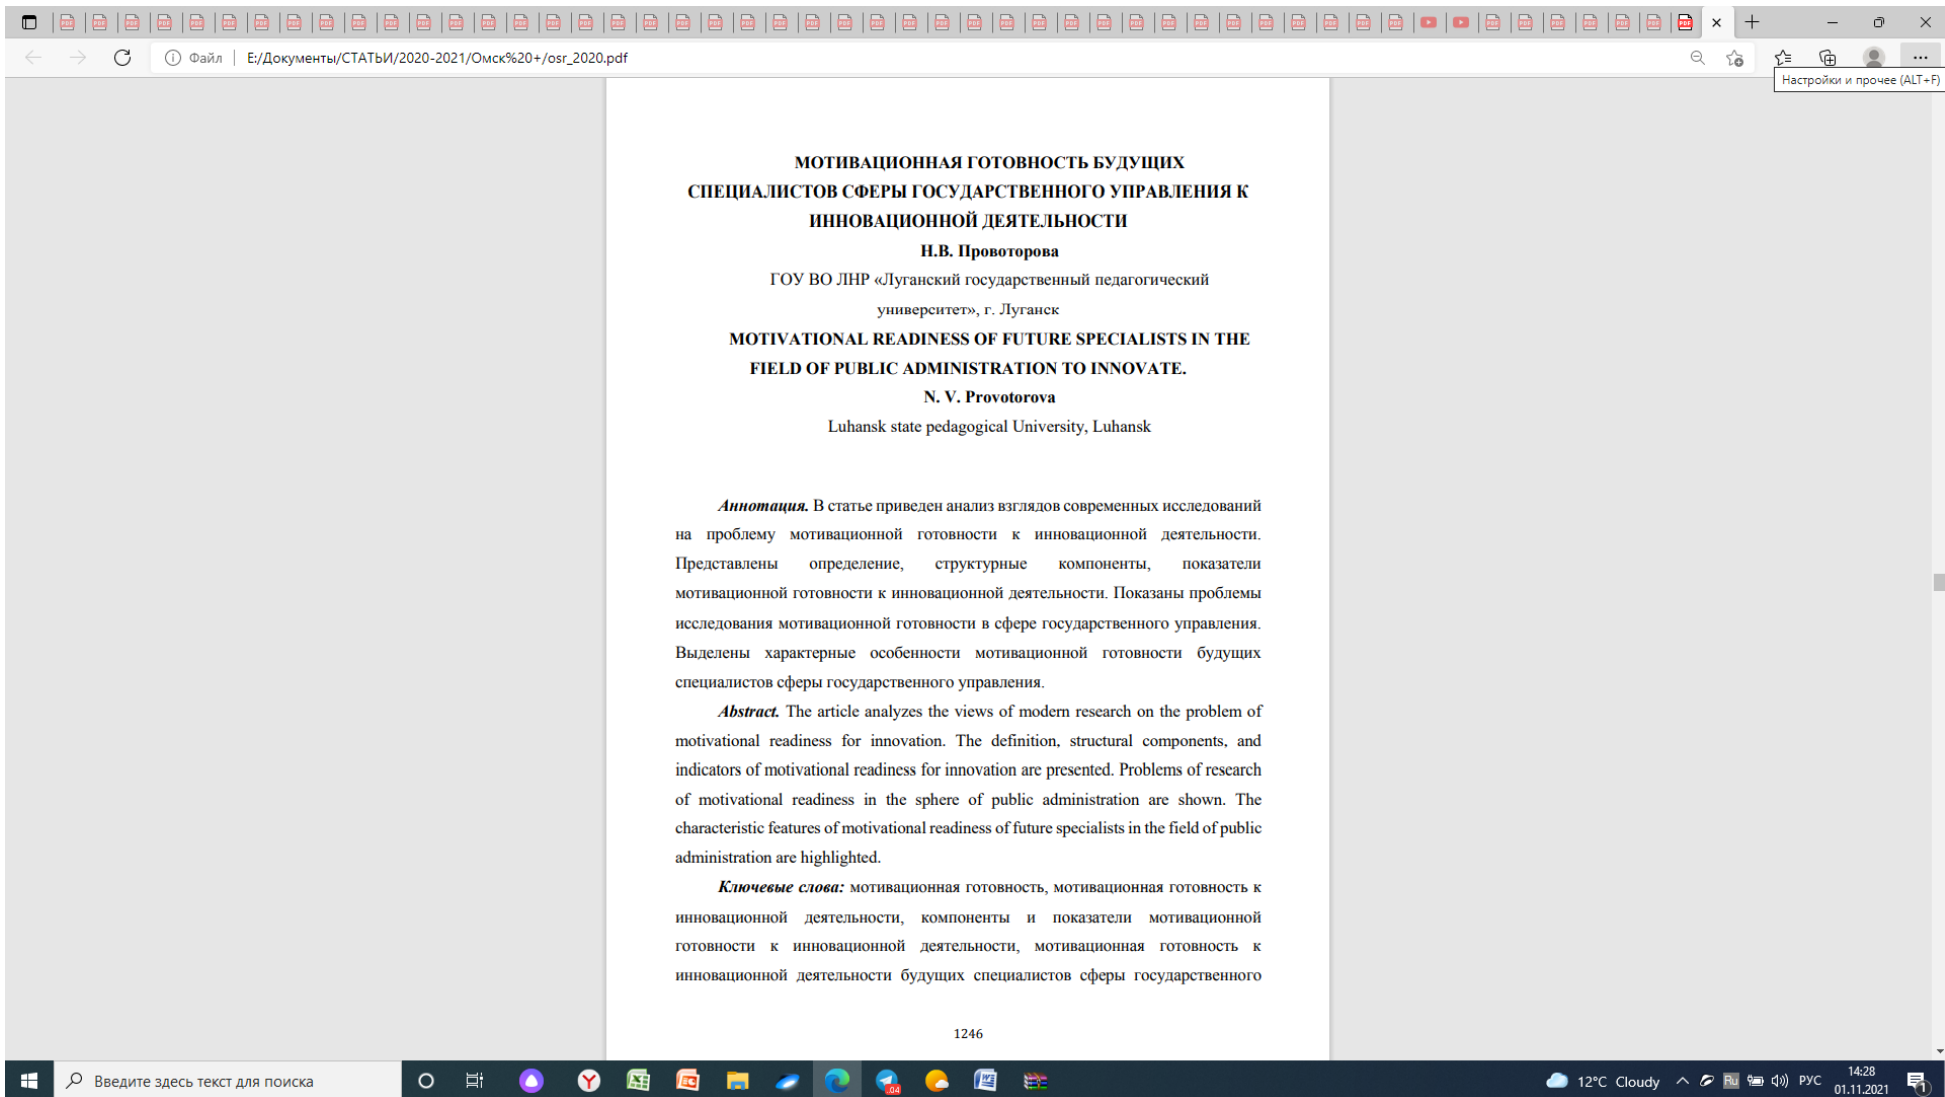 Файл
E:/Документы/СТАТЬИ/2020-2021/Омск%20+/osr_2020.pdf
Настройки и прочее (ALT+F)
МОТИВАЦИОННАЯ ГОТОВНОСТЬ БУДУЩИХ
СПЕЦИАЛИСТОВ СФЕРЫ ГОСУДАРСТВЕННОГО УПРАВЛЕНИЯ К
ИННОВАЦИОННОЙ ДЕЯТЕЛЬНОСТИ
Н.В. Провоторова
ГОУ ВО ЛНР «Луганский государственный педагогический
университет», г. Луганск
MOTIVATIONAL READINESS OF FUTURE SPECIALISTS IN THE
FIELD OF PUBLIC ADMINISTRATION TO INNOVATE.
N. V. Provotorova
Luhansk state pedagogical University, Luhansk
Аннотация. В статье приведен анализ взглядов современных исследований
на проблему мотивационной готовности к инновационной деятельности.
Представлены определение, структурные компоненты, показатели
мотивационной готовности к инновационной деятельности. Показаны проблемы
исследования мотивационной готовности в сфере государственного управления.
Выделены характерные особенности мотивационной готовности будущих
специалистов сферы государственного управления.
Abstract. The article analyzes the views of modern research on the problem of
motivational readiness for innovation. The definition, structural components, and
indicators of motivational readiness for innovation are presented. Problems of research
of motivational readiness in the sphere of public administration are shown. The
characteristic features of motivational readiness of future specialists in the field of public
administration are highlighted.
Ключевые слова: мотивационная готовность, мотивационная готовность к
инновационной деятельности, компоненты и показатели мотивационной
готовности к инновационной деятельности, мотивационная готовность к
инновационной деятельности будущих специалистов сферы государственного
1246
Введите здесь текст для поиска
12°C Cloudy
Ru
РУС
14:28
01.11.2021